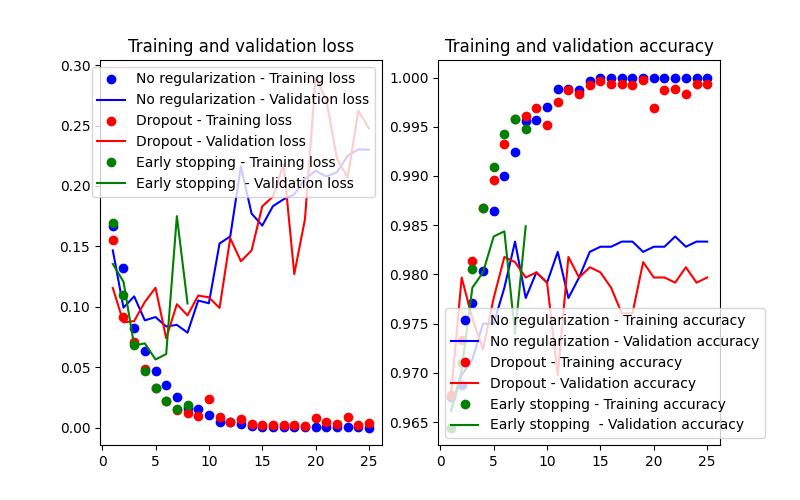 Training and validation loss
0.30
0.25
0.20
0.15
0.10
0.05
0.00
0 5 10 15 20 25
No regularization - Training loss
No regularization - Validation loss
Dropout - Training loss
Dropout - Validation loss
Early stopping - Training loss
Early stopping - Validation loss
Training and validation accuracy
1.000
0.995
0.990
0.985
0.980
0.975
0.970
0.965
0 5 10 15 20 25
No regularization - Training accuracy
No regularization - Validation accuracy
Dropout - Training accuracy
Dropout - Validation accuracy
Early stopping - Training accuracy
Early stopping - Validation accuracy